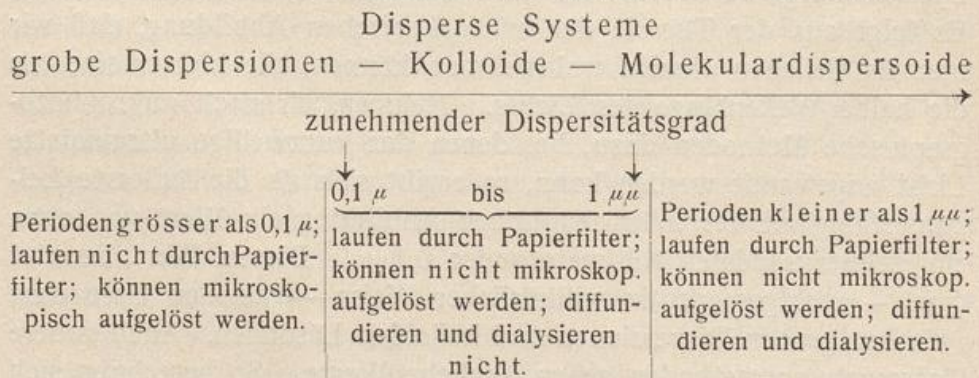 Disperse Systeme
grobe Dispersionen — Kolloide — Molekulardispersoide
zunehmender Dispersitätsgrad
Perioden grösser als 0,1 μ;
laufen nicht durch Papier-
filter; können mikrosko-
pisch aufgelöst werden.
0,1 μ bis 1 μμ
laufen durch Papierfilter;
können nicht mikroskop.
aufgelöst werden; diffun-
dieren und dialysieren
nicht.
Perioden kleiner als 1 μμ;
laufen durch Papierfilter;
können nicht mikroskop.
aufgelöst werden; diffun-
dieren und dialysieren.